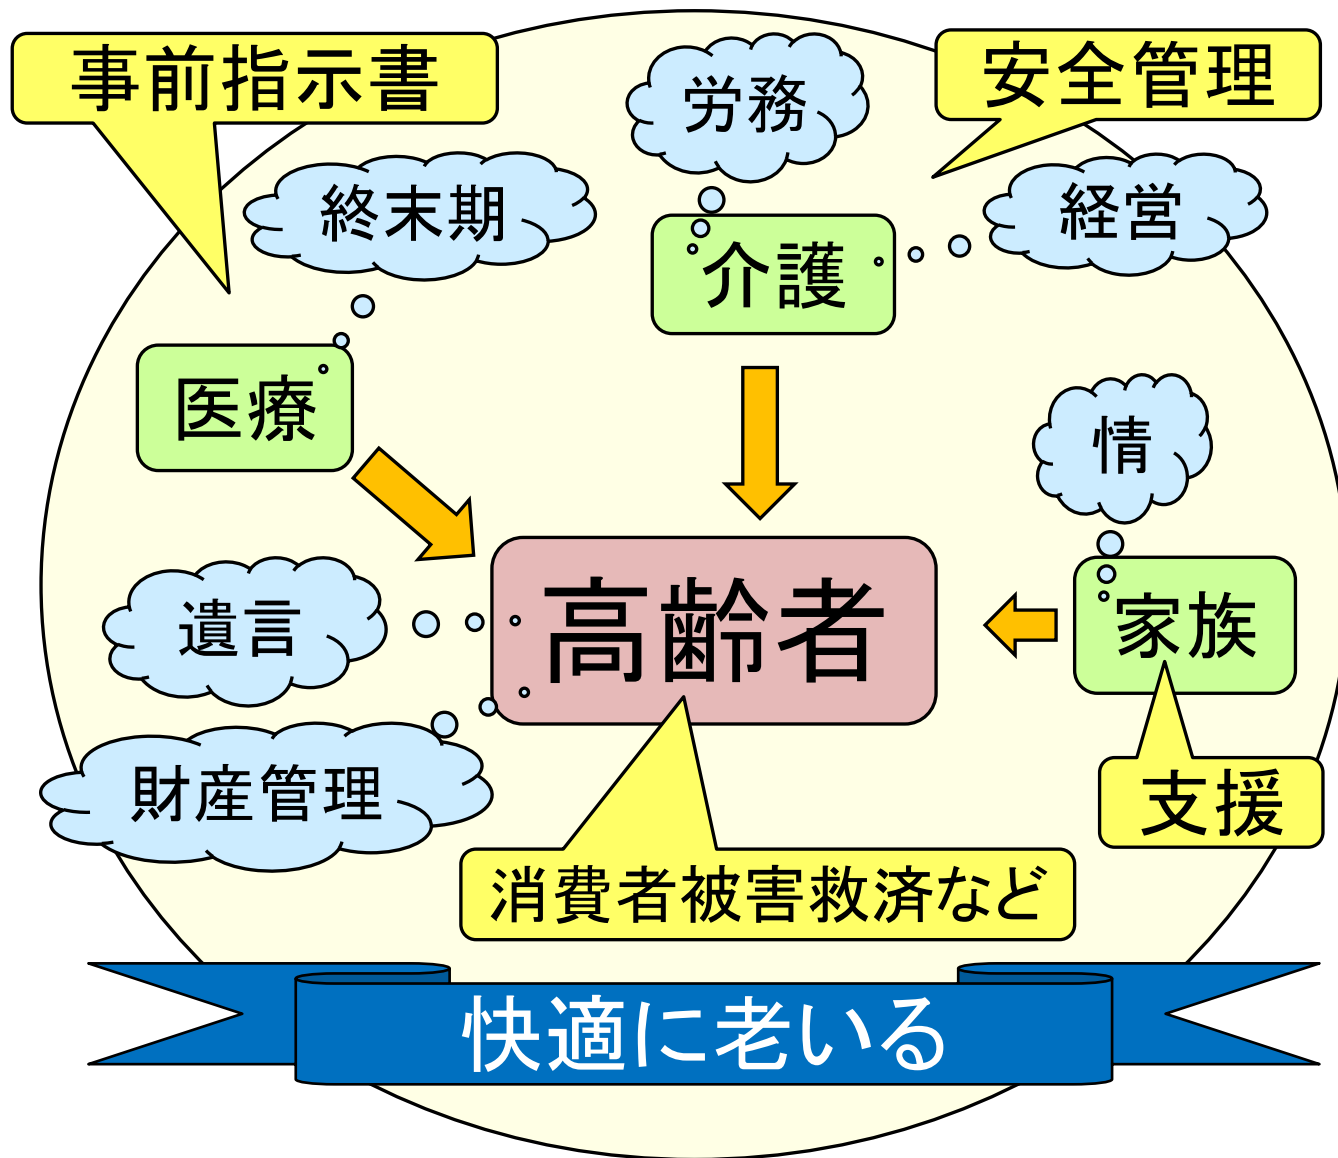 事前指示書
労務
安全管理
終末期
経営
介護
医療
情
遺言
高齢者
家族
財産管理
支援
消費者被害救済など
快適に老いる